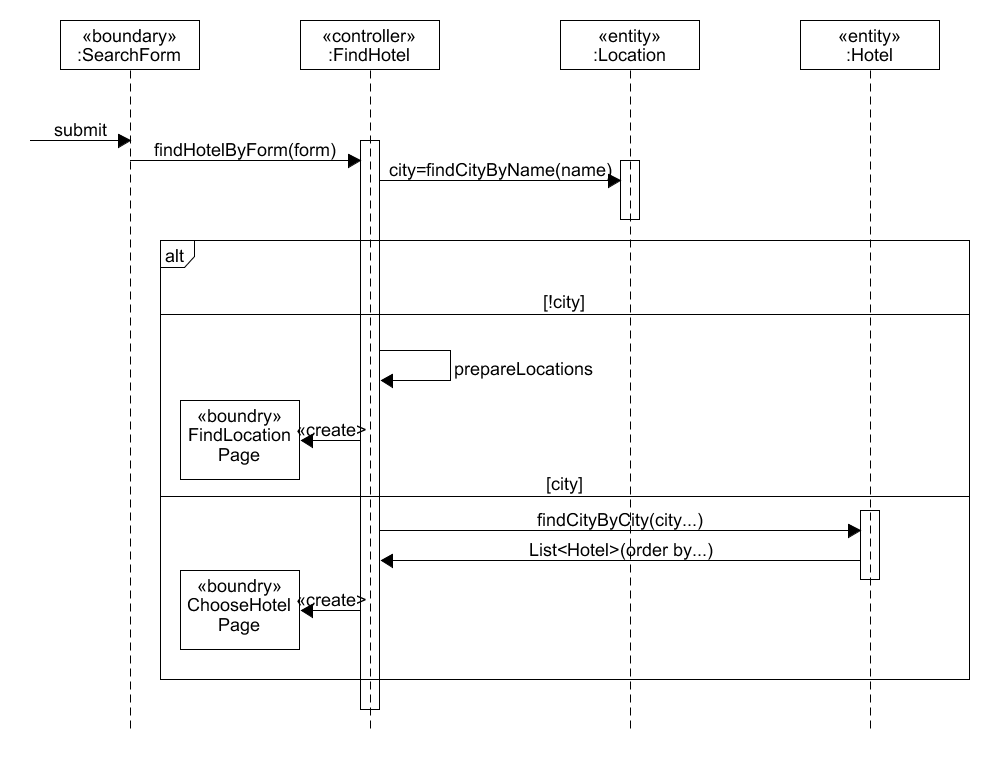 «boundary»
:SearchForm
«controller»
:FindHotel
«entity»
:Location
«entity»
:Hotel
submit
findHotelByForm(form)
city=findCityByName(name)
alt
[!city]
prepareLocations
«boundry»
FindLocation
Page
«create>
[city]
findCityByCity(city...)
List<Hotel>(order by...)
«boundry»
ChooseHotel
Page
«create>